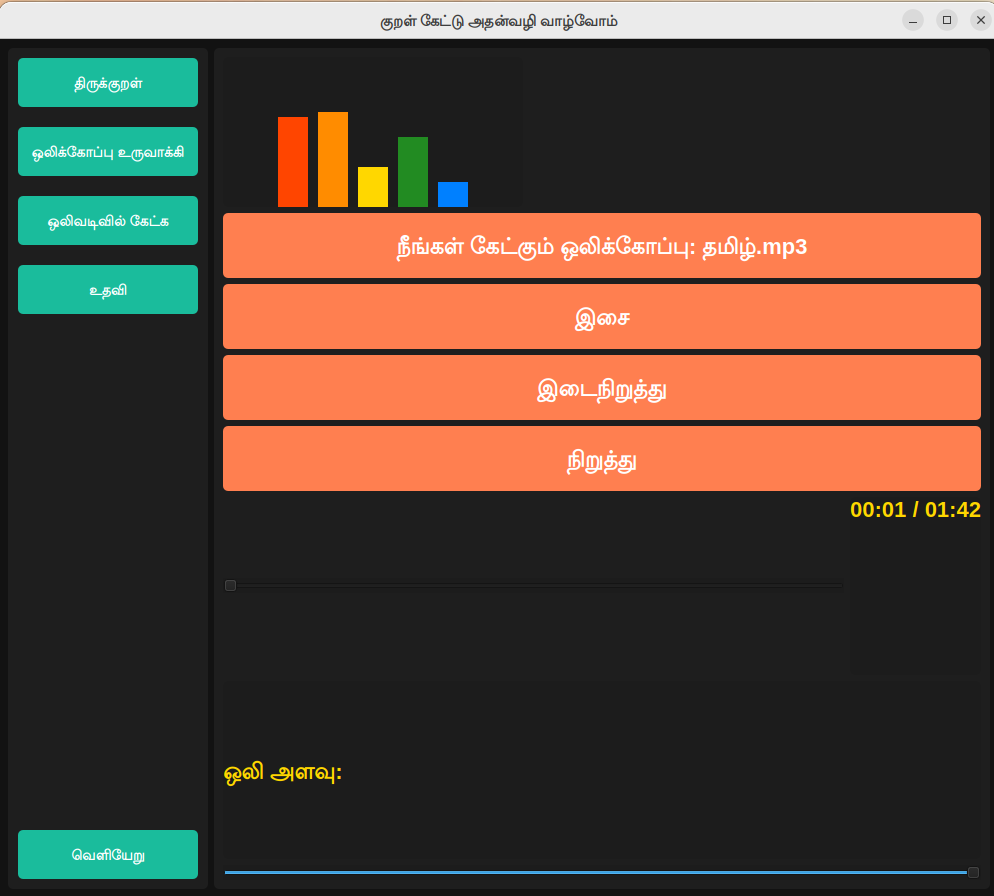 குறள் கேட்டு அதன்வழி வாழ்வோம்
திருக்குறள்
ஒலிக்கோப்பு உருவாக்கி
ஒலிவடிவில் கேட்க
உதவி
வெளியேறு
நீங்கள் கேட்கும் ஒலிக்கோப்பு: தமிழ்.mp3
இசை
இடைநிறுத்து
நிறுத்து
00:01 / 01:42
ஒலி அளவு: